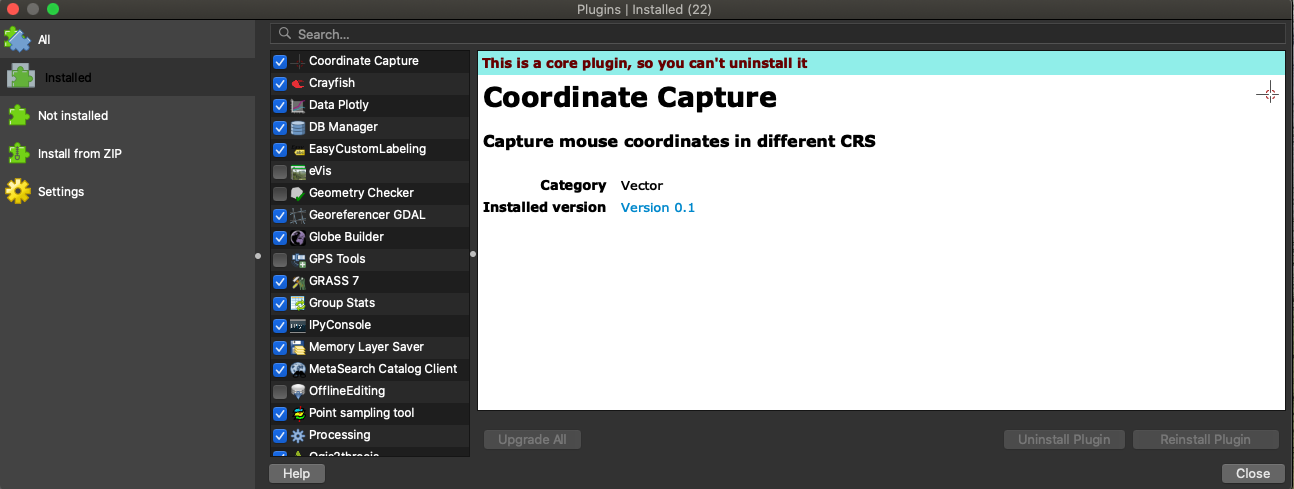 Plugins | Installed (22)
All
Installed
Not installed
Install from ZIP
Settings
Search...
Coordinate Capture
Crayfish
Data Plotly
DB Manager
EasyCustomLabeling
eVis
Geometry Checker
Georeferencer GDAL
Globe Builder
GPS Tools
GRASS 7
Group Stats
IPyConsole
Memory Layer Saver
MetaSearch Catalog Client
OfflineEditing
Point sampling tool
Processing
This is a core plugin, so you can't uninstall it
Coordinate Capture
Capture mouse coordinates in different CRS
Category Vector
Installed version Version 0.1
Upgrade All
Uninstall Plugin
Reinstall Plugin
Help
Close